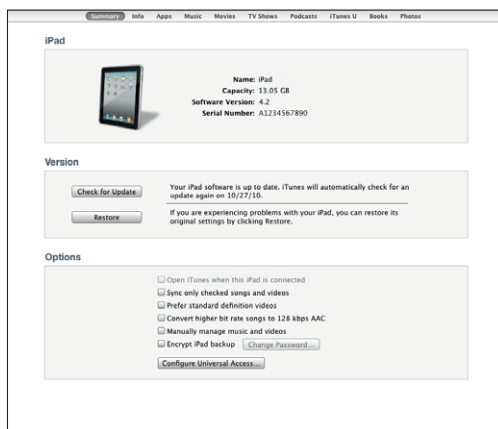 Summary Info Apps Music Movies TV Shows Podcasts iTunes U Books Photos
iPad
Name: iPad
Capacity: 13.05 GB
Software Version: 4.2
Serial Number: A1234567890
Version
Check for Update
Your iPad software is up to date. iTunes will automatically check for an
update again on 10/27/10.
Restore
If you are experiencing problems with your iPad, you can restore its
original settings by clicking Restore.
Options
Open iTunes when this iPad is connected
Sync only checked songs and videos
Prefer standard definition videos
Convert higher bit rate songs to 128 kbps AAC
Manually manage music and videos
Encrypt iPad backup Change Password...
Configure Universal Access...